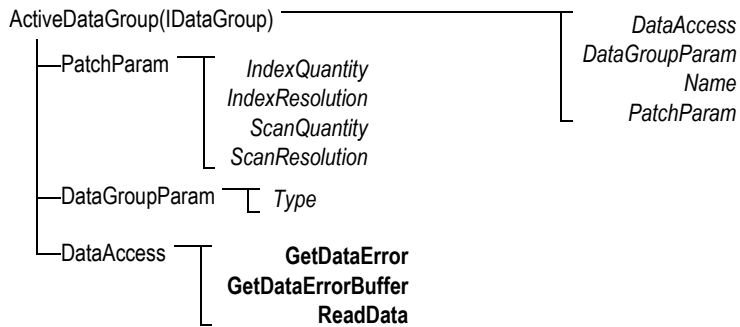 ActiveDataGroup(IDataGroup)
DataAccess
DataGroupParam
Name
PatchParam
PatchParam
IndexQuantity
IndexResolution
ScanQuantity
ScanResolution
DataGroupParam
Type
DataAccess
GetDataError
GetDataErrorBuffer
ReadData